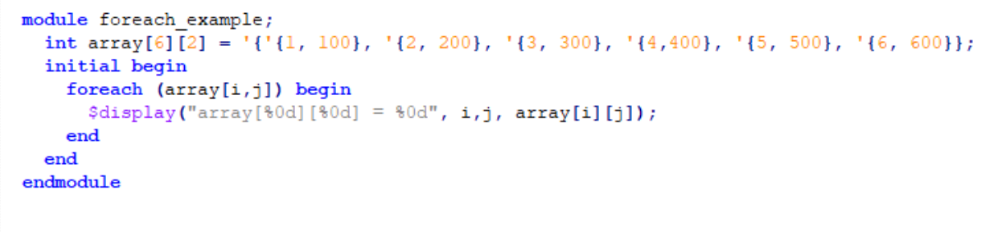 module foreach_example;
int array[6][2] = '{'{1, 100}, '{2, 200}, '{3, 300}, '{4,400}, '{5, 500}, '{6, 600}};
initial begin
foreach (array[i,j]) begin
$display("array[%0d][%0d] = %0d", i,j, array[i][j]);
end
end
endmodule